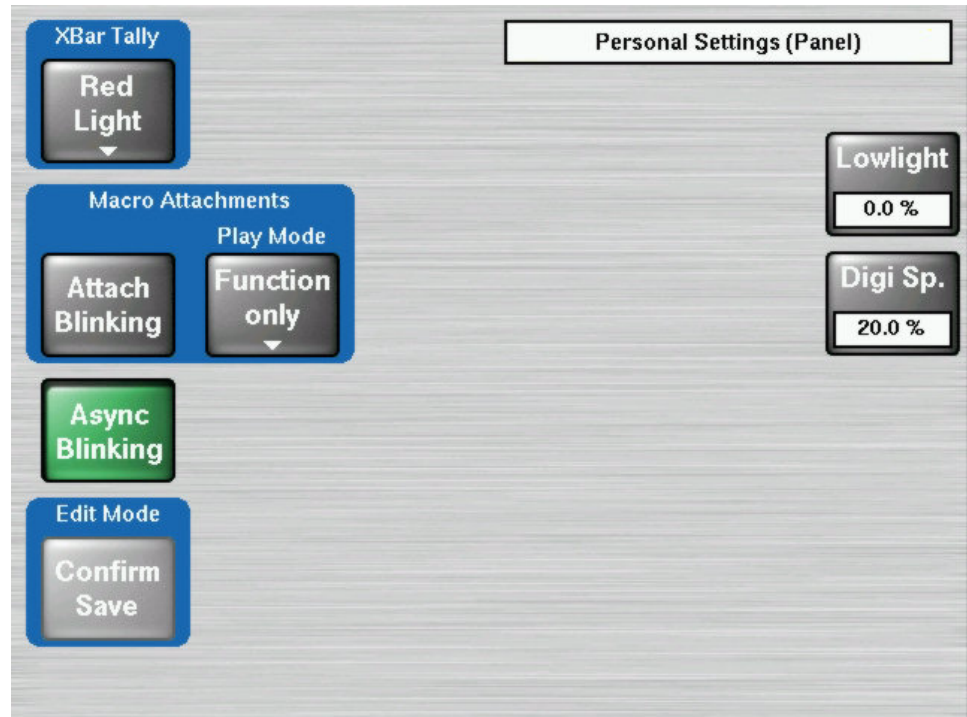 XBar Tally
Personal Settings (Panel)
Red
Light
Lowlight
0.0 %
Macro Attachments
Play Mode
Attach
Blinking
Function
only
Digi Sp.
20.0 %
Async
Blinking
Edit Mode
Confirm
Save